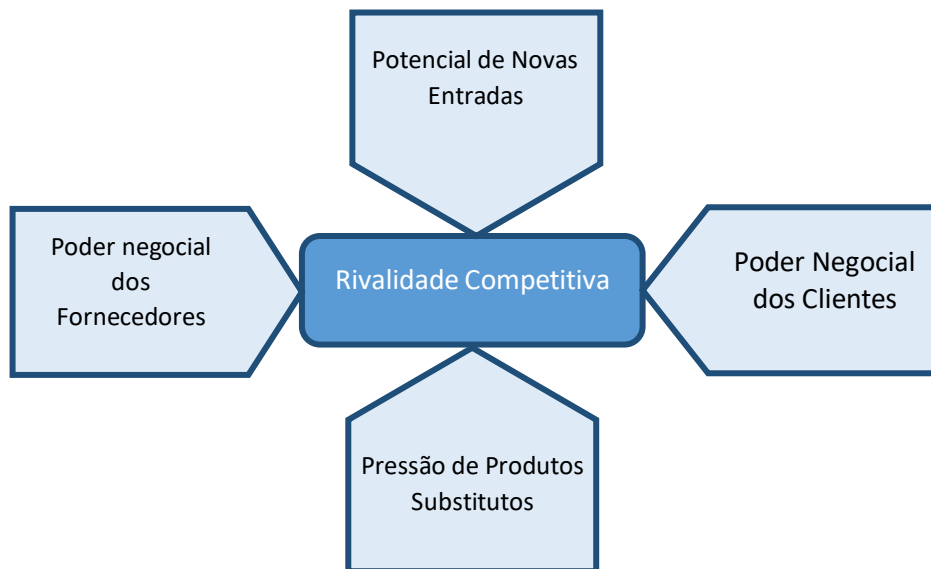 Potencial de Novas
Entradas
Poder negocial
dos
Fornecedores
Rivalidade Competitiva
Poder Negocial
dos Clientes
Pressão de Produtos
Substitutos